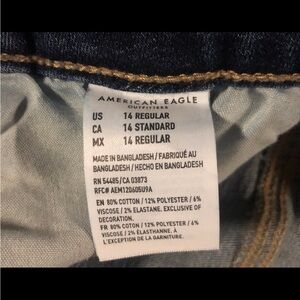 AMERICAN EAGLE
OUTFITTERS
US 14 REGULAR
CA 14 STANDARD
MX 14 REGULAR
MADE IN BANGLADESH / FABRIQUÉ AU
BANGLADESH / HECHO EN BANGLADESH
RN 54485/CA 03873
RFC# AEM120605U9A
EN 80% COTTON / 12% POLYESTER / 6%
VISCOSE / 2% ELASTANE. EXCLUSIVE OF
DECORATION.
FR 80% COTON / 12% POLYESTER / 6%
VISCOSE / 2% ÉLASTHANNE. À
L'EXCEPTION DE LA GARNITURE.